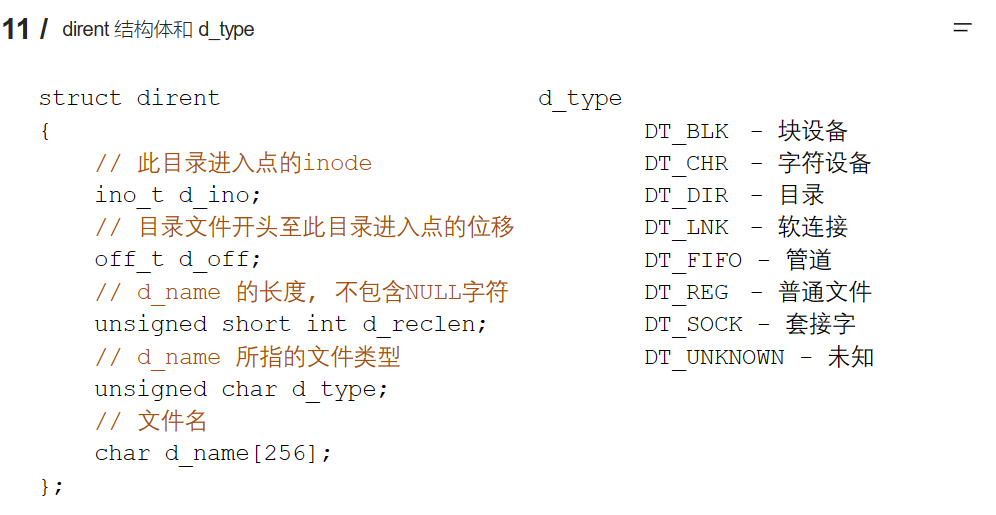 11 / dirent 结构体和 d_type
struct dirent
{
// 此目录进入点的inode
ino_t d_ino;
// 目录文件开头至此目录进入点的位移
off_t d_off;
// d_name 的长度, 不包含NULL字符
unsigned short int d_reclen;
// d_name 所指的文件类型
unsigned char d_type;
// 文件名
char d_name[256];
};
d_type
DT_BLK - 块设备
DT_CHR - 字符设备
DT_DIR - 目录
DT_LNK - 软连接
DT_FIFO - 管道
DT_REG - 普通文件
DT_SOCK - 套接字
DT_UNKNOWN - 未知